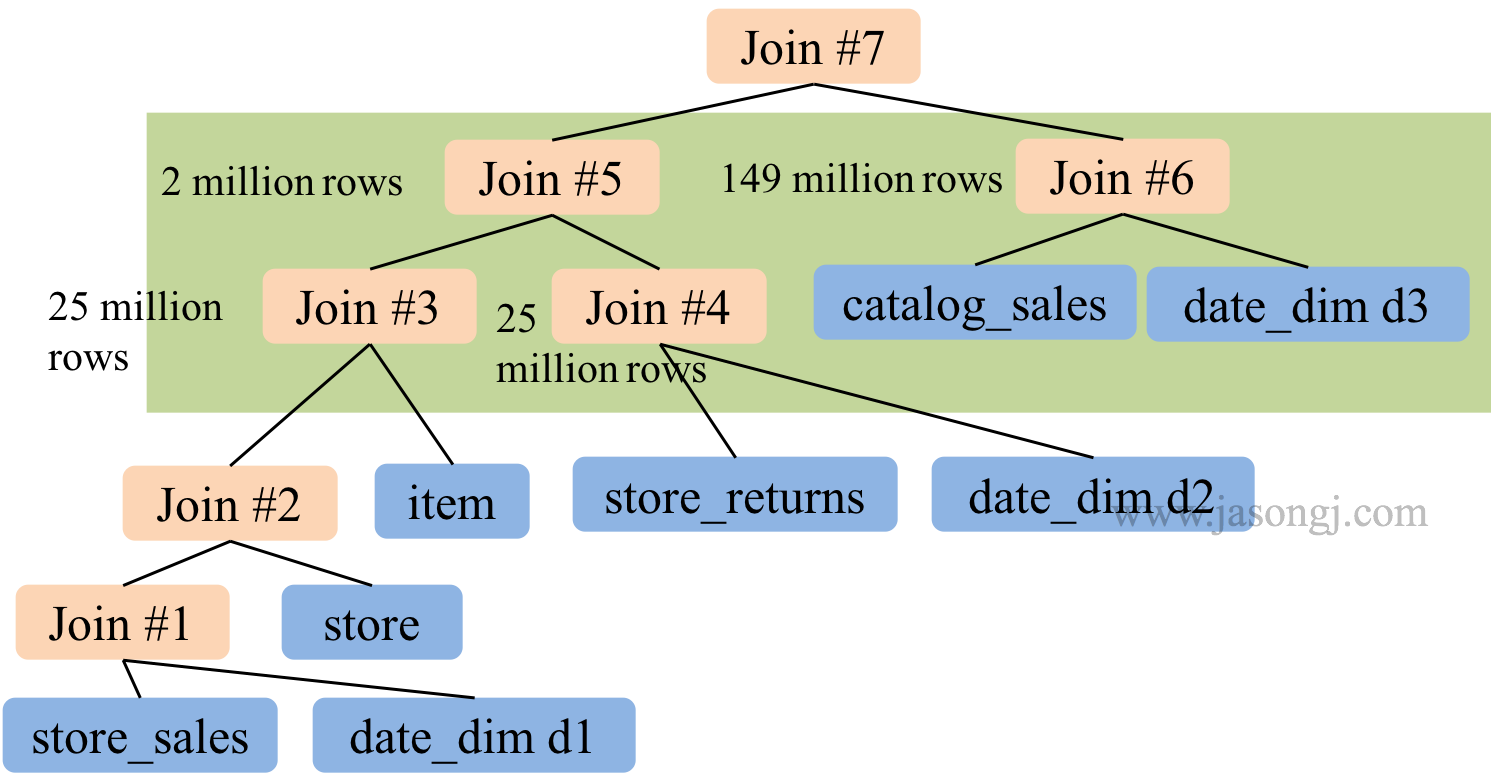 Join #7
2 million rows
Join #5
149 million rows
Join #6
25 million
rows
Join #3
25
million rows
Join #4
catalog_sales
date_dim d3
Join #2
item
store_returns
date_dim d2
www.jasongj.com
Join #1
store
store_sales
date_dim d1